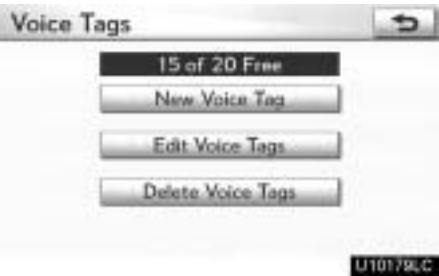 Voice Tags
15 of 20 Free
New Voice Tag
Edit Voice Tags
Delete Voice Tags
U10179LC